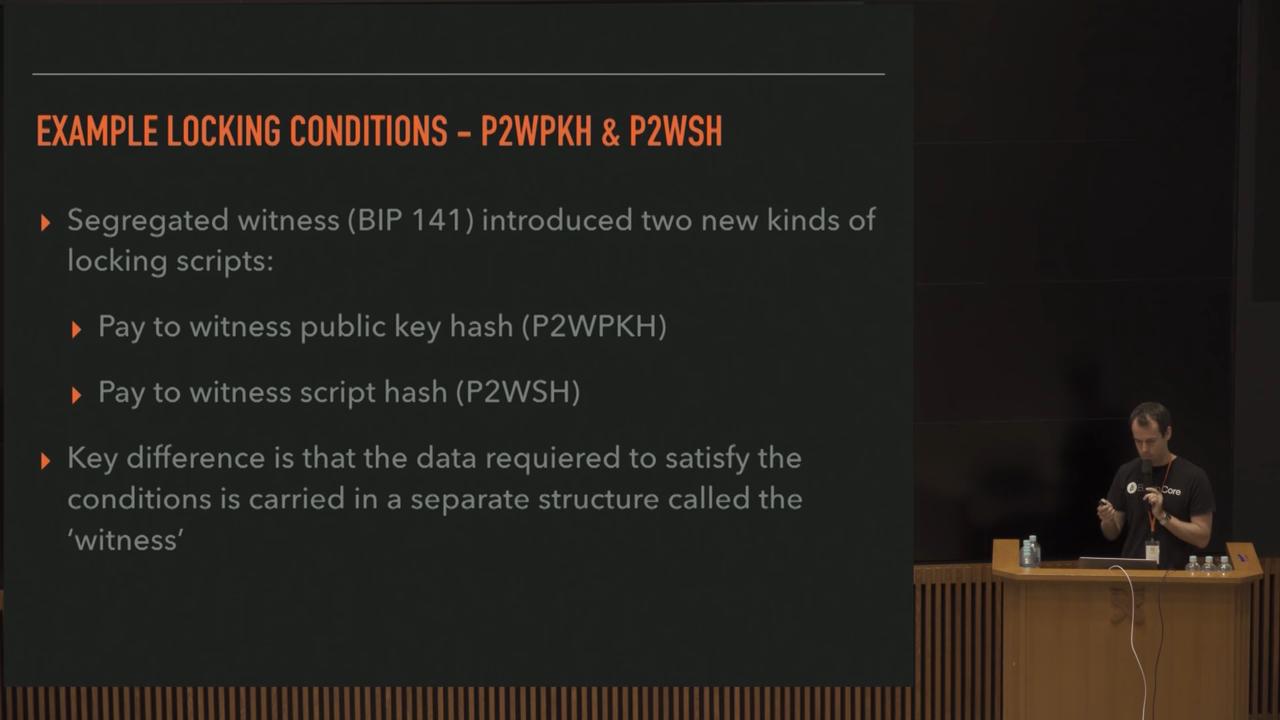 EXAMPLE LOCKING CONDITIONS – P2WPKH & P2WSH
Segregated witness (BIP 141) introduced two new kinds of
locking scripts:
Pay to witness public key hash (P2WPKH)
Pay to witness script hash (P2WSH)
Key difference is that the data requiered to satisfy the
conditions is carried in a separate structure called the
‘witness’
Core